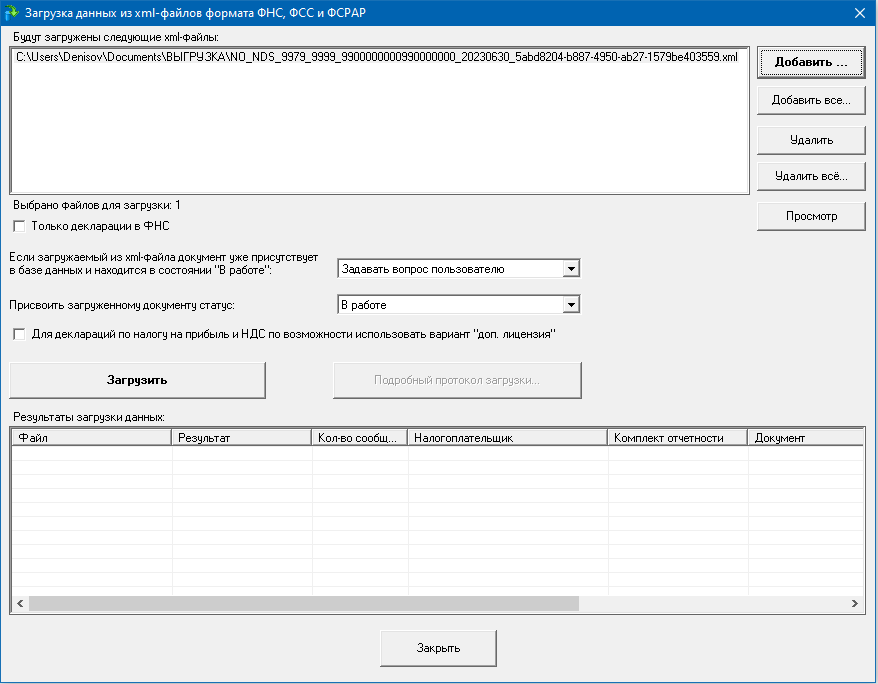 Загрузка данных из xml-файлов формата ФНС, ФСС и ФСРАР
Будут загружены следующие xml-файлы:
C:\Users\Denisov\Documents\ВЫГРУЗКА\NO_NDS_9979_9999_9900000000990000000_20230630_5abd8204-b887-4950-ab27-1579be403559.xml
Добавить ...
Добавить все...
Удалить
Удалить всё...
Просмотр
Выбрано файлов для загрузки: 1
Только декларации в ФНС
Если загружаемый из xml-файла документ уже присутствует
в базе данных и находится в состоянии "В работе":
Задавать вопрос пользователю
Присвоить загруженному документу статус:
В работе
Для деклараций по налогу на прибыль и НДС по возможности использовать вариант "доп. лицензия"
Загрузить
Подробный протокол загрузки...
Результаты загрузки данных:
Файл
Результат
Кол-во сообщ...
Налогоплательщик
Комплект отчетности
Документ
Закрыть